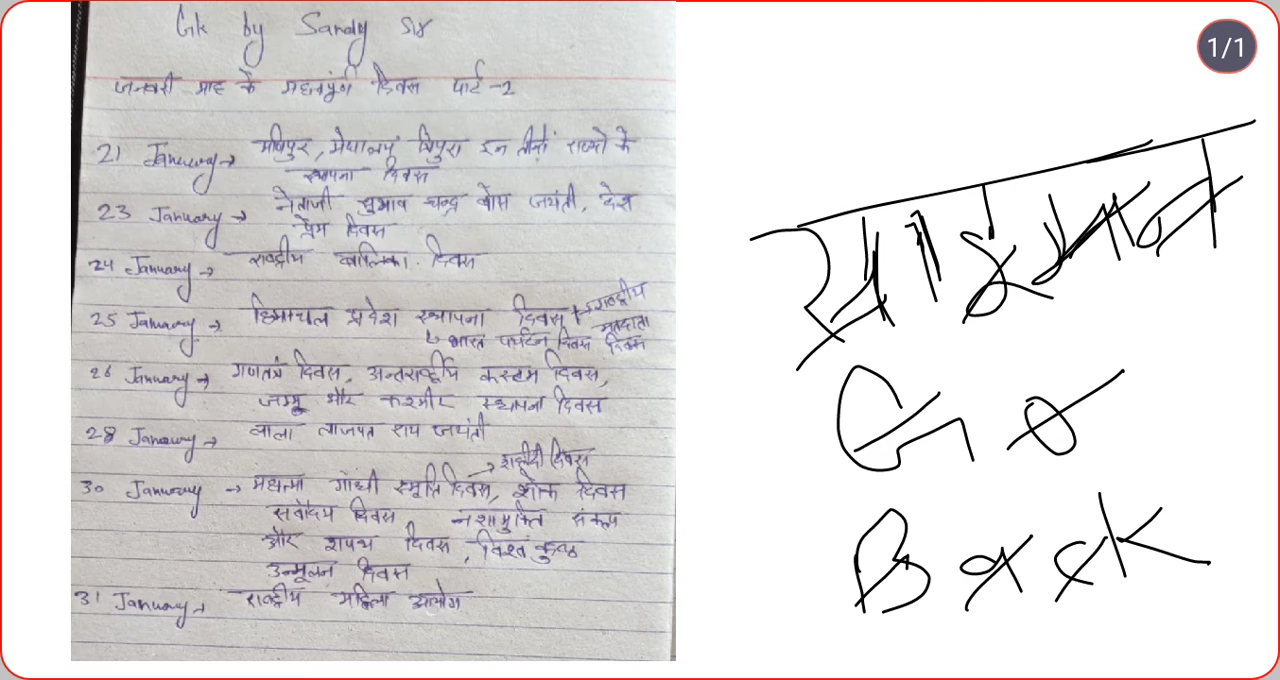 Gk by Sandy sir
जनवरी माह के महत्वपूर्ण दिवस पार्ट -2
21 January → मणिपुर, मेघालय त्रिपुरा इन तीनों राज्यो के
स्थापना दिवस
23 January → नेताजी सुभाष चन्द्र बोस जयंती, देश
प्रेम दिवस
24 January → राष्ट्रीय बालिका दिवस
25 January → हिमाचल प्रदेश स्थापना दिवस → राष्ट्रीय
मतदाता
↳ भारत पर्यटन दिवस दिवस
26 January → गणतंत्र दिवस, अन्तर्राष्ट्रीय कस्टम दिवस,
जम्मू और कश्मीर स्थापना दिवस
28 January → लाला लाजपत राय जयंती
→ शहीदी दिवस
30 January → महात्मा गांधी स्मृति दिवस, शोक दिवस
सर्वोदय दिवस नशामुक्ति संकल्प
और शपथ दिवस, विश्व कुष्ठ
उन्मूलन दिवस
31 January → राष्ट्रीय महिला आयोग
1/1
Go
Back